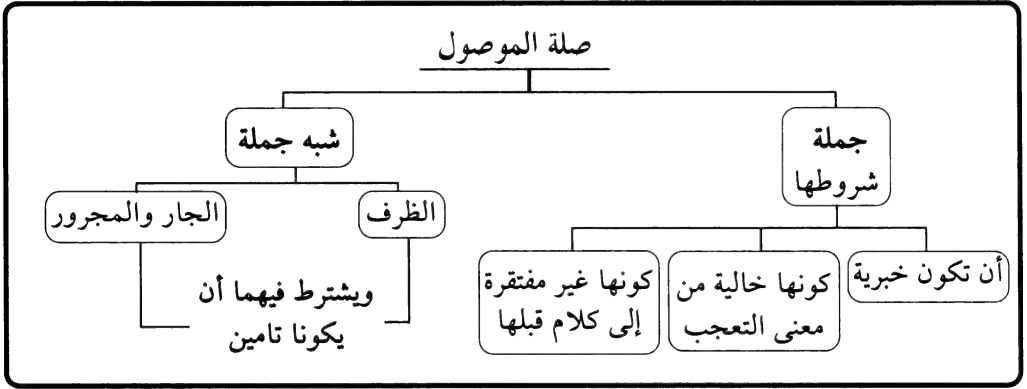 صلة الموصول
جملة
شروطها
شبه جملة
أن تكون خبرية
كونها خالية من
معنى التعجب
كونها غير مفتقرة
إلى كلام قبلها
الظرف
الجار والمجرور
ويشترط فيهما أن
يكونا تامين